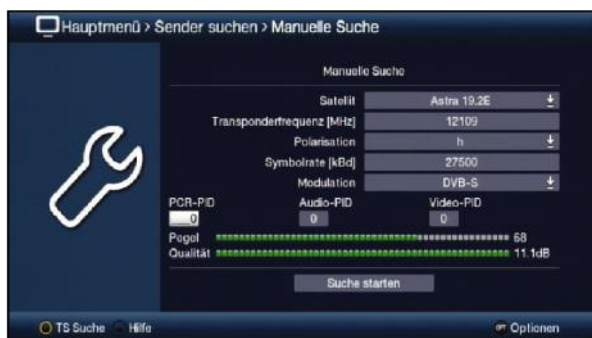 Hauptmenü > Sender suchen > Manuelle Suche
Manuelle Suche
Satellit Astra 19.2E
Transponderfrequenz [MHz] 12109
Polarisation h
Symbolrate [kBd] 27500
Modulation DVB-S
PCR-PID Audio-PID Video-PID
0 0 0
Pegel 68
Qualität 11.1dB
Suche starten
TS Suche Hilfe OPT Optionen